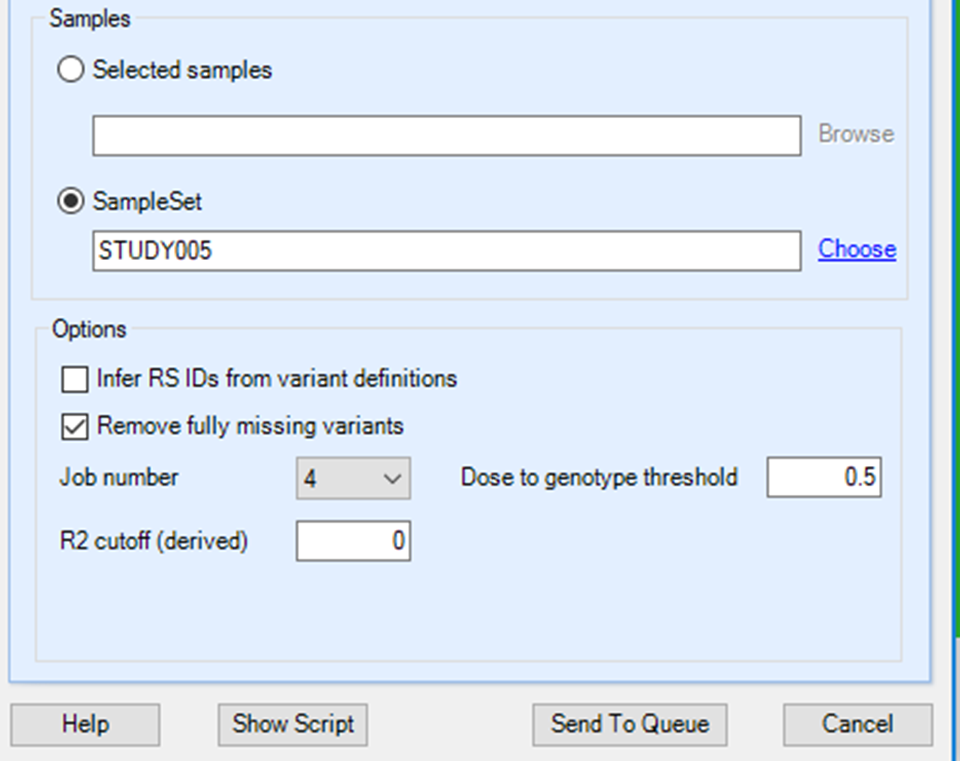 Samples
Selected samples
Browse
SampleSet
STUDY005 Choose
Options
Infer RS IDs from variant definitions
Remove fully missing variants
Job number 4 Dose to genotype threshold 0.5
R2 cutoff (derived) 0
Help Show Script Send To Queue Cancel